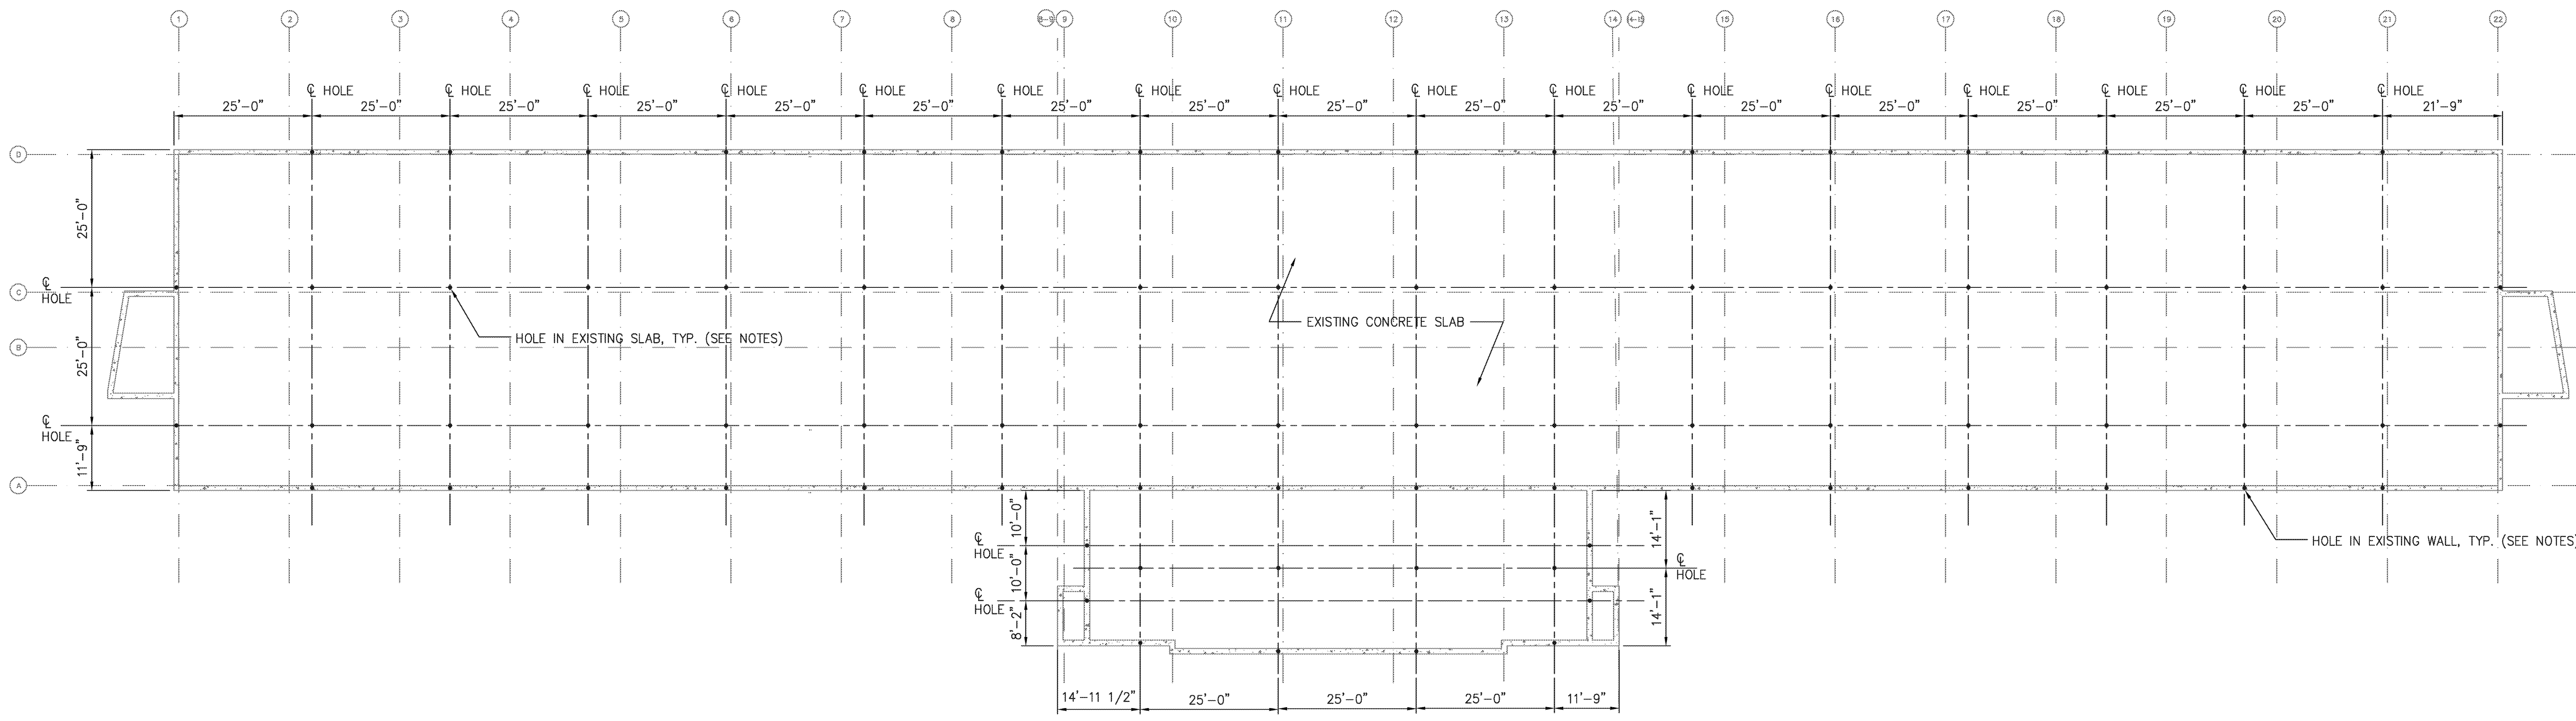 1 2 3 4 5 6 7 8 8-9 9 10 11 12 13 14 14-15 15 16 17 18 19 20 21 22
℄ HOLE ℄ HOLE ℄ HOLE ℄ HOLE ℄ HOLE ℄ HOLE ℄ HOLE ℄ HOLE ℄ HOLE ℄ HOLE ℄ HOLE ℄ HOLE ℄ HOLE ℄ HOLE ℄ HOLE ℄ HOLE
25'-0" 25'-0" 25'-0" 25'-0" 25'-0" 25'-0" 25'-0" 25'-0" 25'-0" 25'-0" 25'-0" 25'-0" 25'-0" 25'-0" 25'-0" 25'-0" 21'-9"
D
25'-0"
℄
HOLE
C
EXISTING CONCRETE SLAB
HOLE IN EXISTING SLAB, TYP. (SEE NOTES)
B
25'-0"
℄
HOLE
11'-9"
A
10'-0"
14'-1"
℄
HOLE
HOLE IN EXISTING WALL, TYP. (SEE NOTES)
℄
HOLE
10'-0"
℄
HOLE
8'-2"
14'-1"
14'-11 1/2" 25'-0" 25'-0" 25'-0" 11'-9"